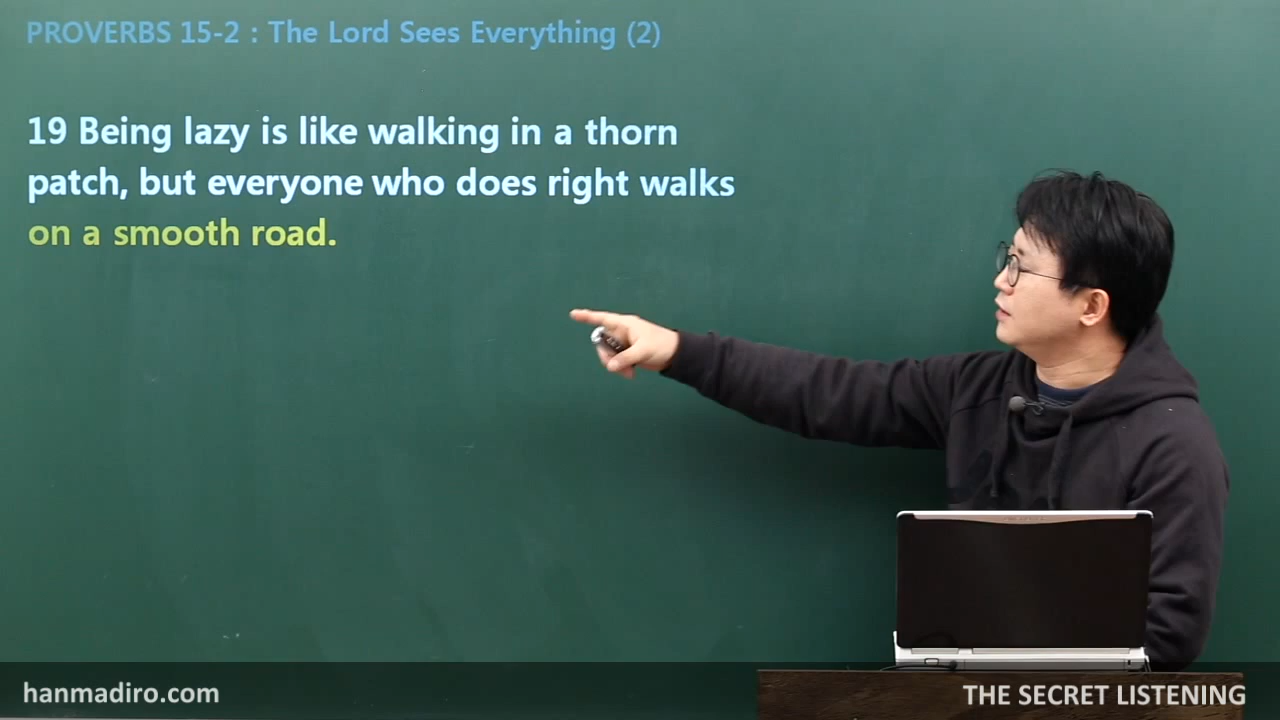 PROVERBS 15-2 : The Lord Sees Everything (2)
19 Being lazy is like walking in a thorn
patch, but everyone who does right walks
on a smooth road.
hanmadiro.com
THE SECRET LISTENING